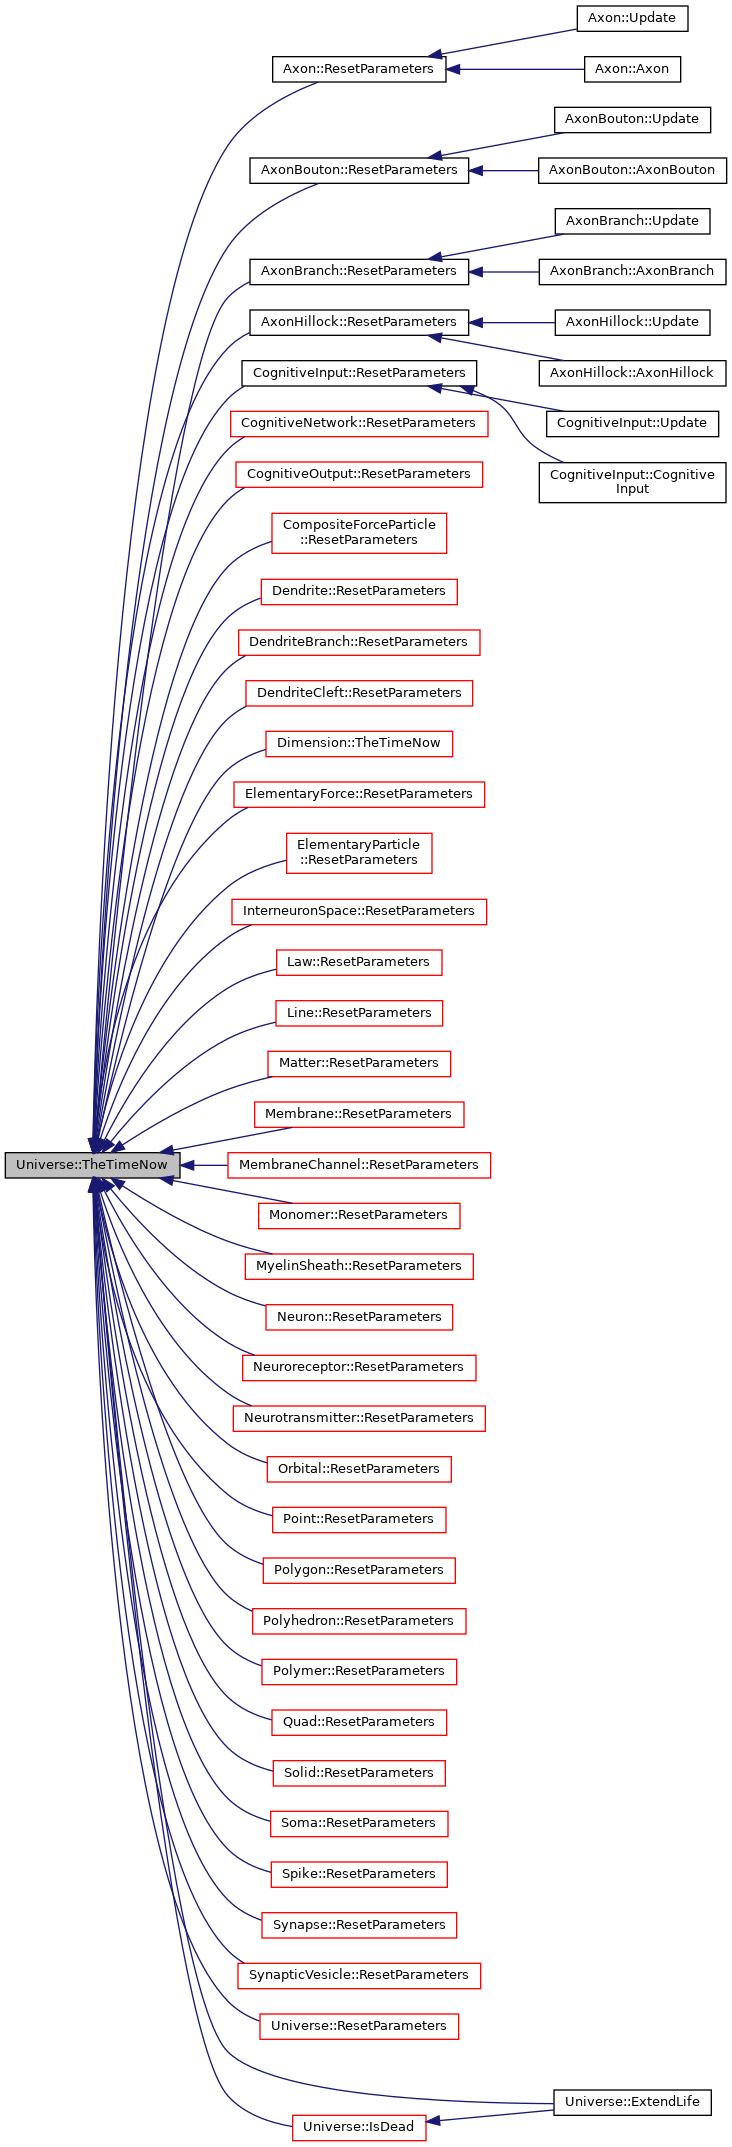 Axon::Update
Axon::ResetParameters
Axon::Axon
AxonBouton::Update
AxonBouton::ResetParameters
AxonBouton::AxonBouton
AxonBranch::Update
AxonBranch::ResetParameters
AxonBranch::AxonBranch
AxonHillock::ResetParameters
AxonHillock::Update
CognitiveInput::ResetParameters
AxonHillock::AxonHillock
CognitiveNetwork::ResetParameters
CognitiveInput::Update
CognitiveOutput::ResetParameters
CognitiveInput::Cognitive
Input
CompositeForceParticle
::ResetParameters
Dendrite::ResetParameters
DendriteBranch::ResetParameters
DendriteCleft::ResetParameters
Dimension::TheTimeNow
ElementaryForce::ResetParameters
ElementaryParticle
::ResetParameters
InterneuronSpace::ResetParameters
Law::ResetParameters
Line::ResetParameters
Matter::ResetParameters
Membrane::ResetParameters
Universe::TheTimeNow
MembraneChannel::ResetParameters
Monomer::ResetParameters
MyelinSheath::ResetParameters
Neuron::ResetParameters
Neuroreceptor::ResetParameters
Neurotransmitter::ResetParameters
Orbital::ResetParameters
Point::ResetParameters
Polygon::ResetParameters
Polyhedron::ResetParameters
Polymer::ResetParameters
Quad::ResetParameters
Solid::ResetParameters
Soma::ResetParameters
Spike::ResetParameters
Synapse::ResetParameters
SynapticVesicle::ResetParameters
Universe::ResetParameters
Universe::ExtendLife
Universe::IsDead